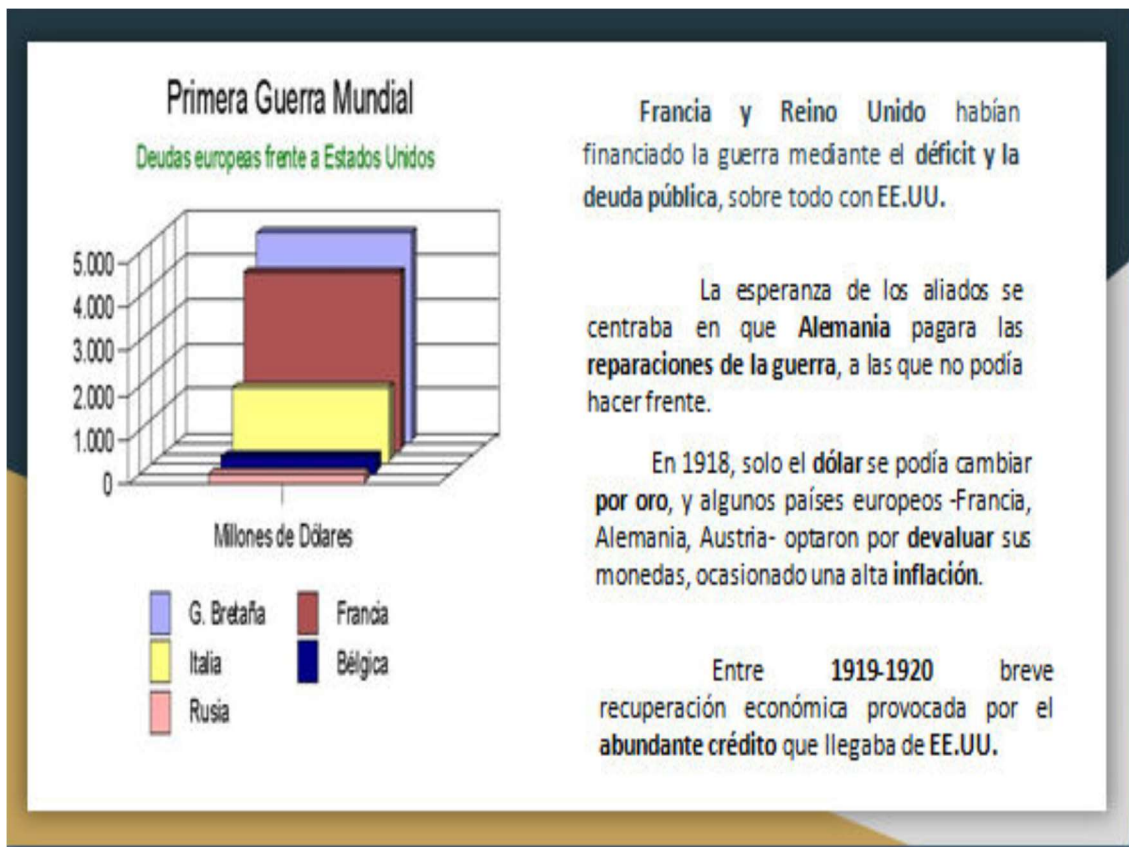 Primera Guerra Mundial
Deudas europeas frente a Estados Unidos
5.000
4.000
3.000
2.000
1.000
0
Millones de Dólares
G. Bretaña
Francia
Italia
Bélgica
Rusia
Francia y Reino Unido habían
financiado la guerra mediante el déficit y la
deuda pública, sobre todo con EE.UU.
La esperanza de los aliados se
centraba en que Alemania pagara las
reparaciones de la guerra, a las que no podía
hacer frente.
En 1918, solo el dólar se podía cambiar
por oro, y algunos países europeos -Francia,
Alemania, Austria- optaron por devaluar sus
monedas, ocasionado una alta inflación.
Entre 1919-1920 breve
recuperación económica provocada por el
abundante crédito que llegaba de EE.UU.